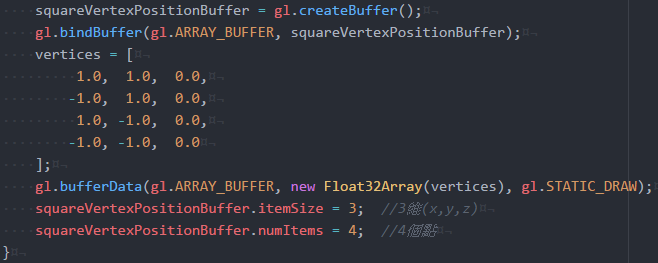 squareVertexPositionBuffer = gl.createBuffer();
gl.bindBuffer(gl.ARRAY_BUFFER, squareVertexPositionBuffer);
vertices = [
1.0, 1.0, 0.0,
-1.0, 1.0, 0.0,
1.0, -1.0, 0.0,
-1.0, -1.0, 0.0
];
gl.bufferData(gl.ARRAY_BUFFER, new Float32Array(vertices), gl.STATIC_DRAW);
squareVertexPositionBuffer.itemSize = 3; //3維(x,y,z)
squareVertexPositionBuffer.numItems = 4; //4個點
}